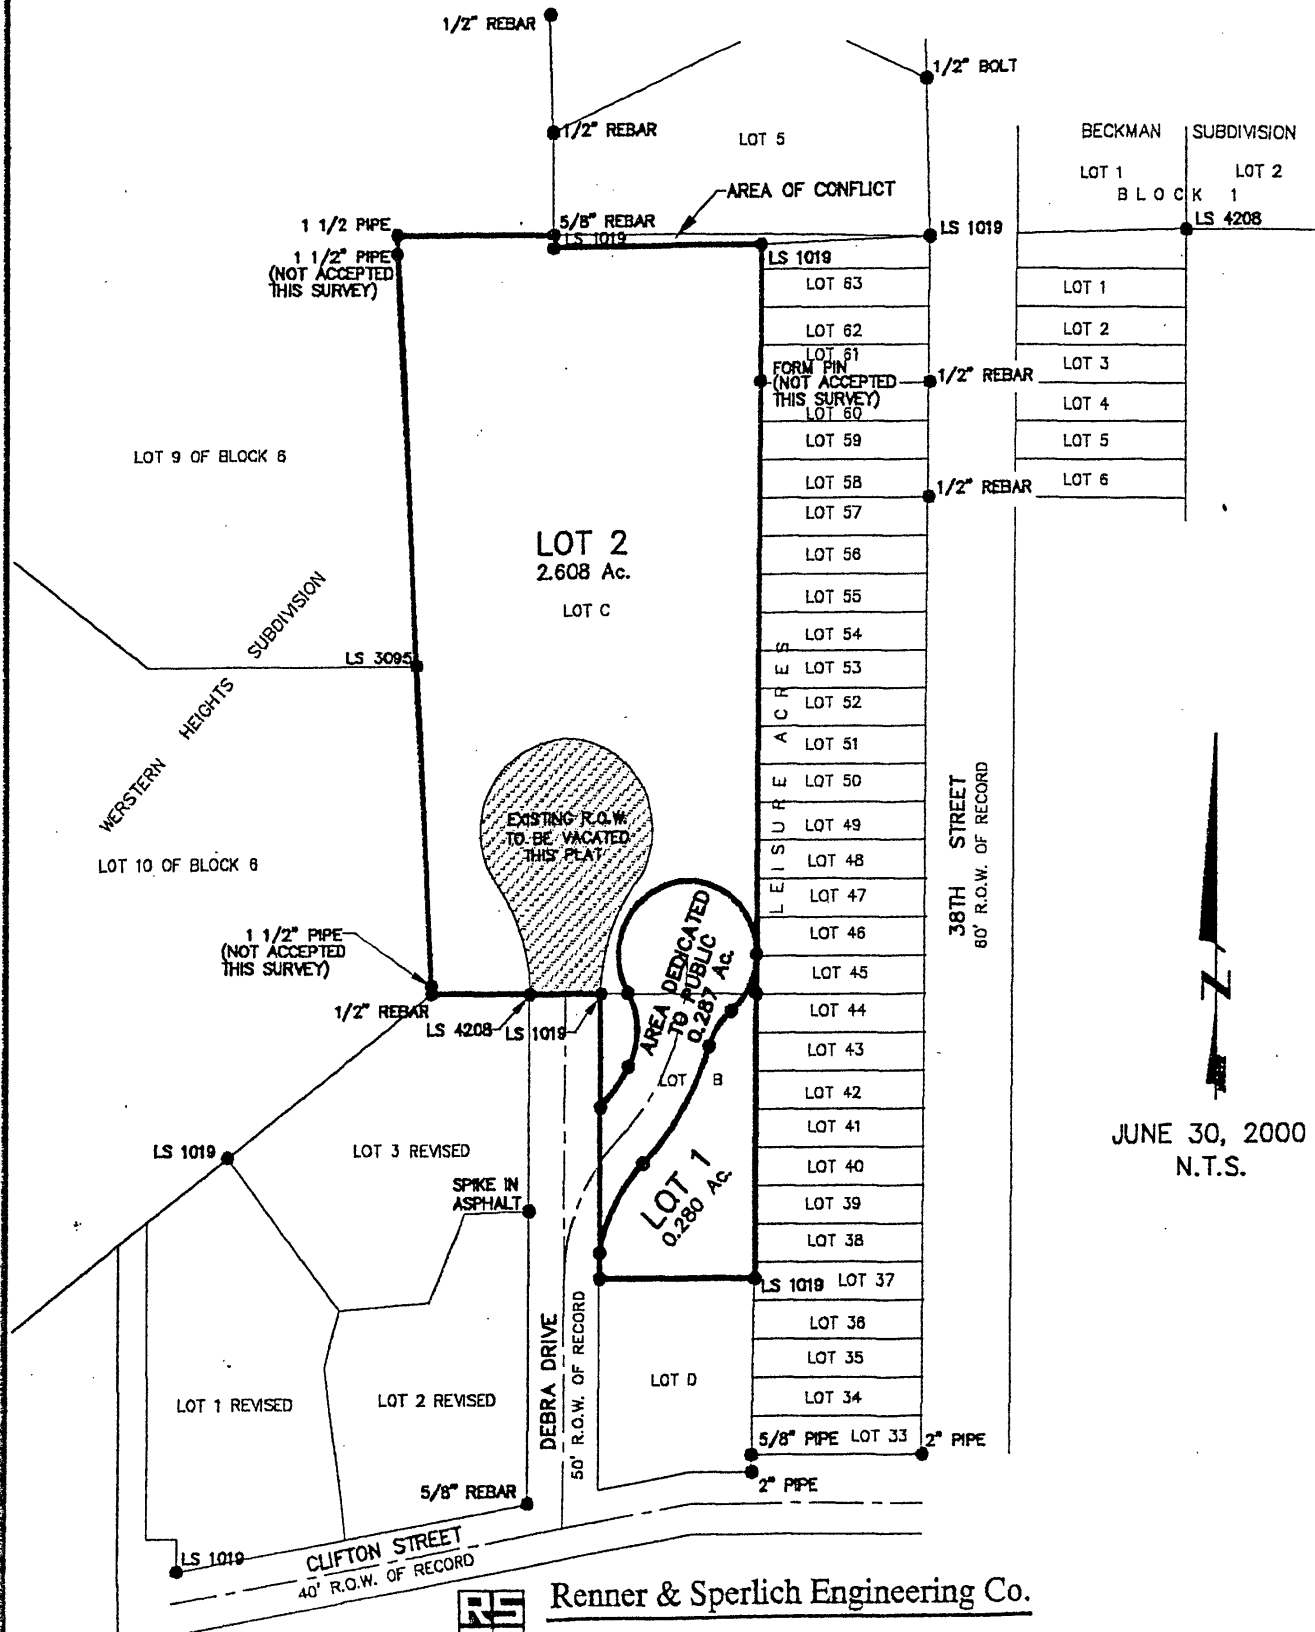 1/2" REBAR
1/2" BOLT
1/2" REBAR
LOT 5
BECKMAN SUBDIVISION
LOT 1
LOT 2
BLOCK 1
AREA OF CONFLICT
1 1/2 PIPE
5/8" REBAR
LS 1019
LS 1019
LS 4208
1 1/2" PIPE
(NOT ACCEPTED
THIS SURVEY)
LS 1019
LOT 63
LOT 62
LOT 61
FORM PIN
(NOT ACCEPTED
THIS SURVEY)
LOT 60
LOT 59
LOT 58
LOT 57
LOT 56
LOT 55
LOT 54
LOT 53
LOT 52
LOT 51
LOT 50
LOT 49
LOT 48
LOT 47
LOT 46
LOT 45
LOT 44
LOT 43
LOT 42
LOT 41
LOT 40
LOT 39
LOT 38
LOT 37
LOT 36
LOT 35
LOT 34
LOT 33
LOT 1
LOT 2
LOT 3
LOT 4
LOT 5
LOT 6
1/2" REBAR
1/2" REBAR
LOT 9 OF BLOCK 6
LOT 2
2.608 Ac.
LOT C
WERSTERN HEIGHTS SUBDIVISION
LS 3095
LEISURE ACRES
38TH STREET
60' R.O.W. OF RECORD
EXISTING R.O.W.
TO BE VACATED
THIS PLAT
LOT 10 OF BLOCK 6
AREA DEDICATED
TO PUBLIC
0.287 Ac.
1 1/2" PIPE
(NOT ACCEPTED
THIS SURVEY)
1/2" REBAR
LS 4208
LS 1019
LOT B
JUNE 30, 2000
N.T.S.
LS 1019
LOT 3 REVISED
SPIKE IN
ASPHALT
LOT 1
0.280 Ac.
LS 1019
DEBRA DRIVE
50' R.O.W. OF RECORD
LOT D
LOT 1 REVISED
LOT 2 REVISED
5/8" PIPE
2" PIPE
2" PIPE
5/8" REBAR
LS 1019
CLIFTON STREET
40' R.O.W. OF RECORD
RS
Renner & Sperlich Engineering Co.